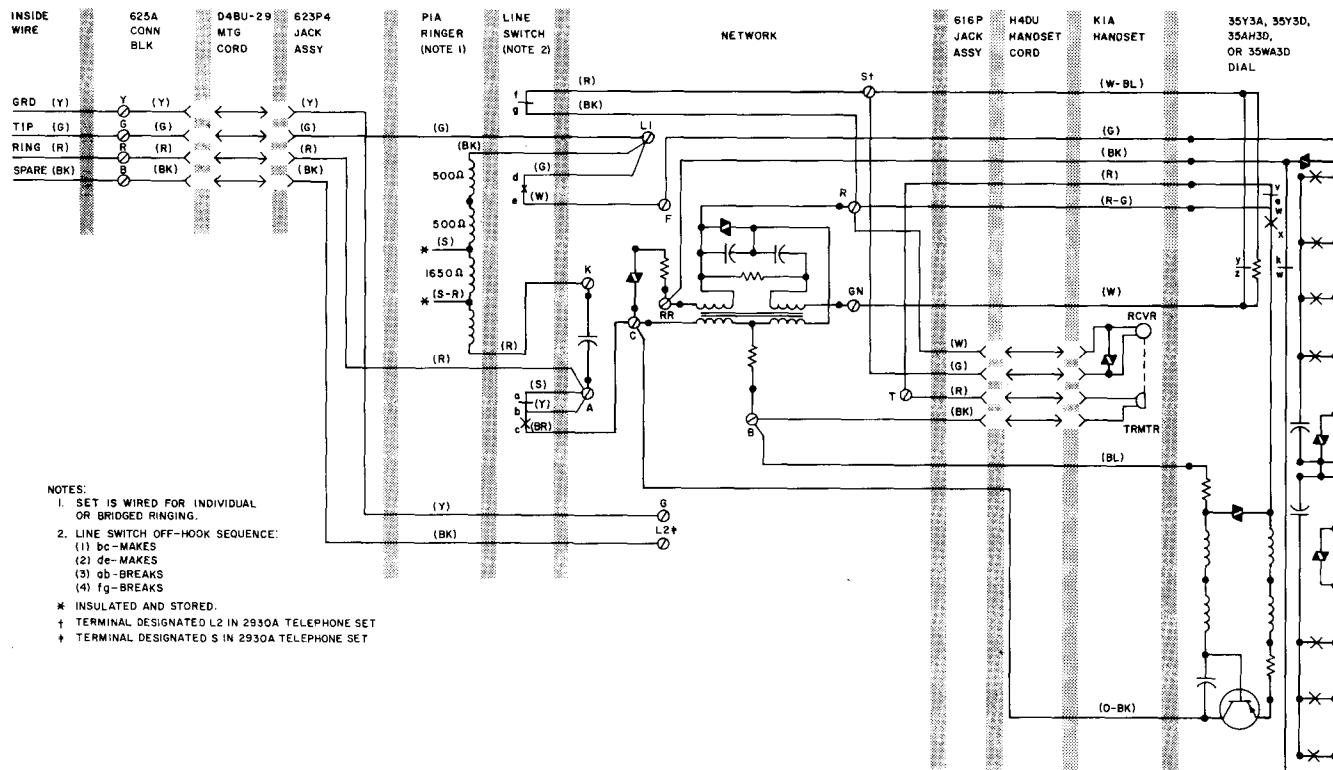 INSIDE WIRE
625A CONN BLK
D4BU-29 MTG CORD
623P4 JACK ASSY
PIA RINGER (NOTE 1)
LINE SWITCH (NOTE 2)
NETWORK
616P JACK ASSY
H4DU HANDSET CORD
KIA HANDSET
35Y3A, 35Y3D, 35AH3D, OR 35WA3D DIAL
GRD (Y) Y (Y) (Y)
TIP (G) G (G) (G) (G)
RING (R) R (R) (R)
SPARE (BK) B (BK) (BK)
f (R) S† (W-BL)
g (BK)
L1 (G)
(BK) (BK)
500Ω d (G) (R)
e (W) F R (R-G)
500Ω
* (S)
1650Ω K
* (S-R)
v
w
x
y
z
k
w
RR GN (W)
C
(R) RCVR
(R) (W)
(G)
a (S) A T (R)
b (Y)
c (BR) B (BK) TRMTR
(BL)
(Y) G
(BK) L2‡
(O-BK)
NOTES:
1. SET IS WIRED FOR INDIVIDUAL
OR BRIDGED RINGING.
2. LINE SWITCH OFF-HOOK SEQUENCE:
(1) bc-MAKES
(2) de-MAKES
(3) ab-BREAKS
(4) fg-BREAKS
* INSULATED AND STORED.
† TERMINAL DESIGNATED L2 IN 2930A TELEPHONE SET
‡ TERMINAL DESIGNATED S IN 2930A TELEPHONE SET